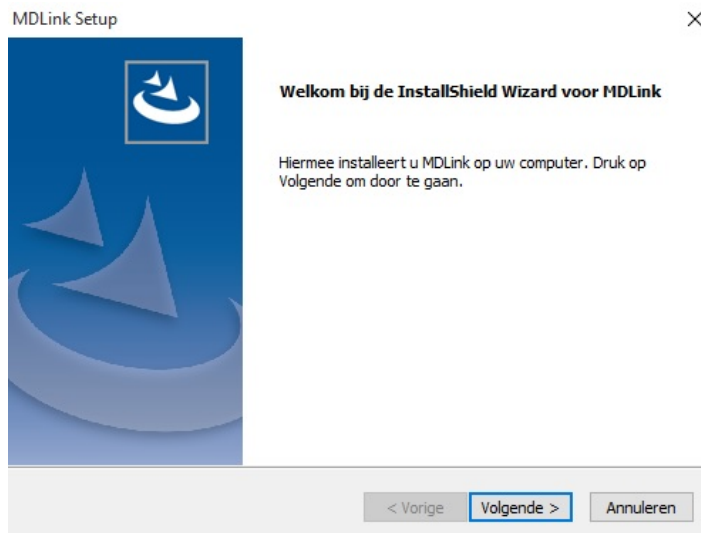 MDLink Setup
Welkom bij de InstallShield Wizard voor MDLink
Hiermee installeert u MDLink op uw computer. Druk op
Volgende om door te gaan.
< Vorige
Volgende >
Annuleren